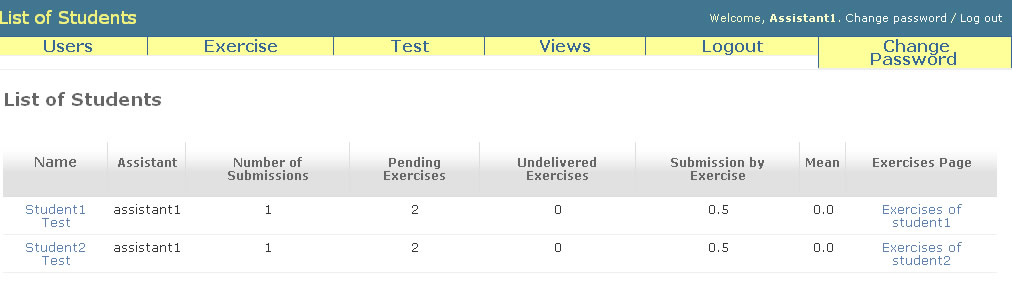 List of Students
Welcome, Assistant1. Change password / Log out
Users Exercise Test Views Logout Change
Password
List of Students
Name Assistant Number of Pending Undelivered Submission by Mean Exercises Page
Submissions Exercises Exercises Exercise
Student1 assistant1 1 2 0 0.5 0.0 Exercises of
Test student1
Student2 assistant1 1 2 0 0.5 0.0 Exercises of
Test student2